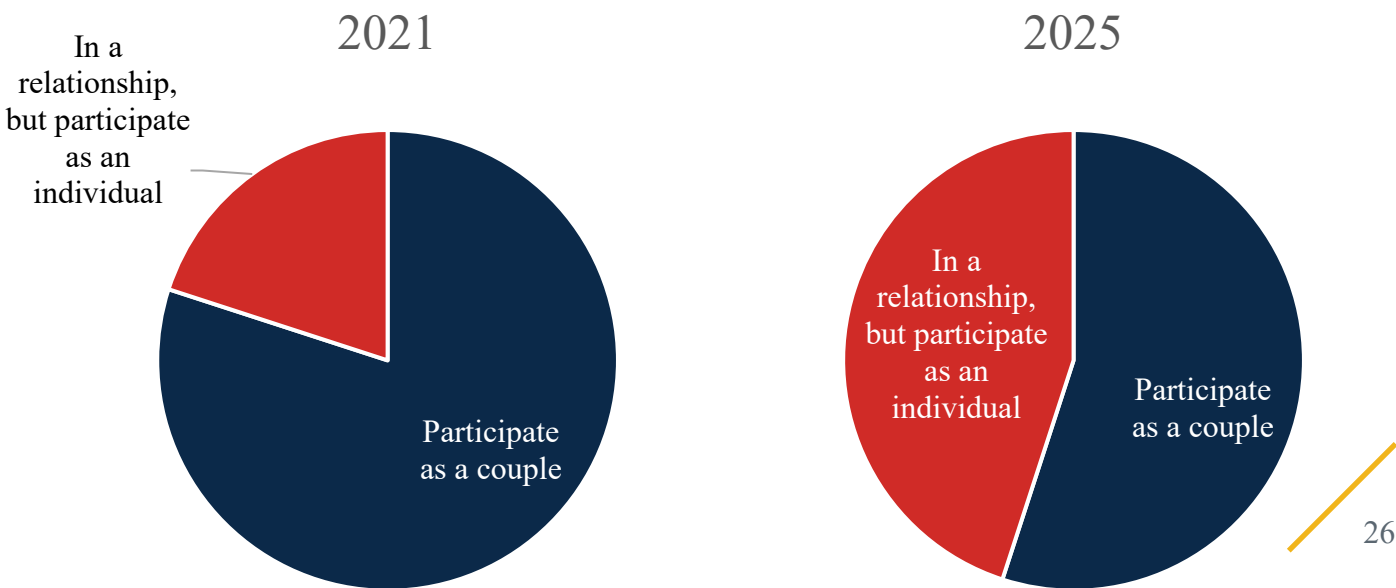 2021
In a
relationship,
but participate
as an
individual
Participate
as a couple
2025
In a
relationship,
but participate
as an
individual
Participate
as a couple
26